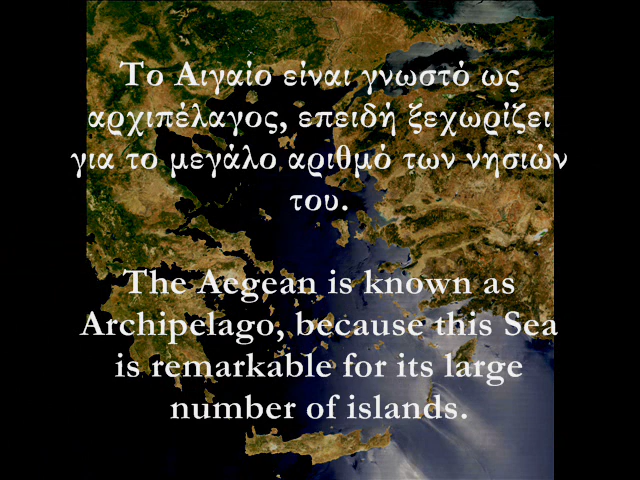 Το Αιγαίο είναι γνωστό ως
αρχιπέλαγος, επειδή ξεχωρίζει
για το μεγάλο αριθμό των νησιών
του.
The Aegean is known as
Archipelago, because this Sea
is remarkable for its large
number of islands.